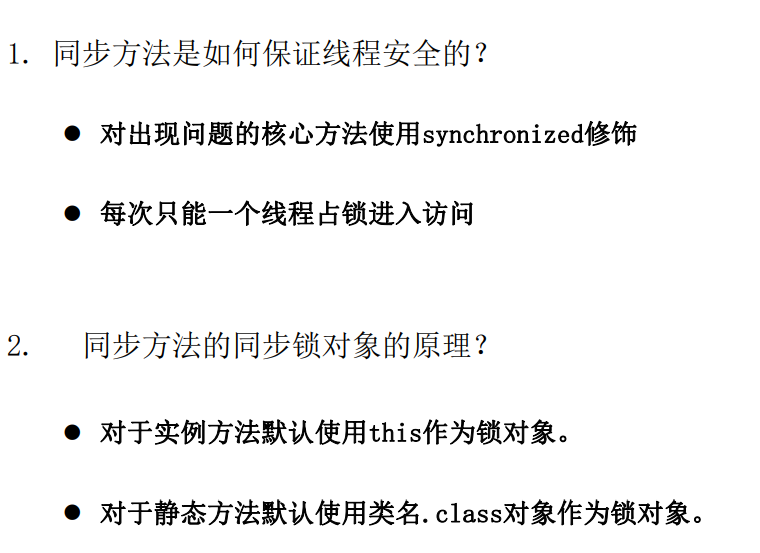 1. 同步方法是如何保证线程安全的？
● 对出现问题的核心方法使用synchronized修饰
● 每次只能一个线程占锁进入访问
2. 同步方法的同步锁对象的原理？
● 对于实例方法默认使用this作为锁对象。
● 对于静态方法默认使用类名.class对象作为锁对象。